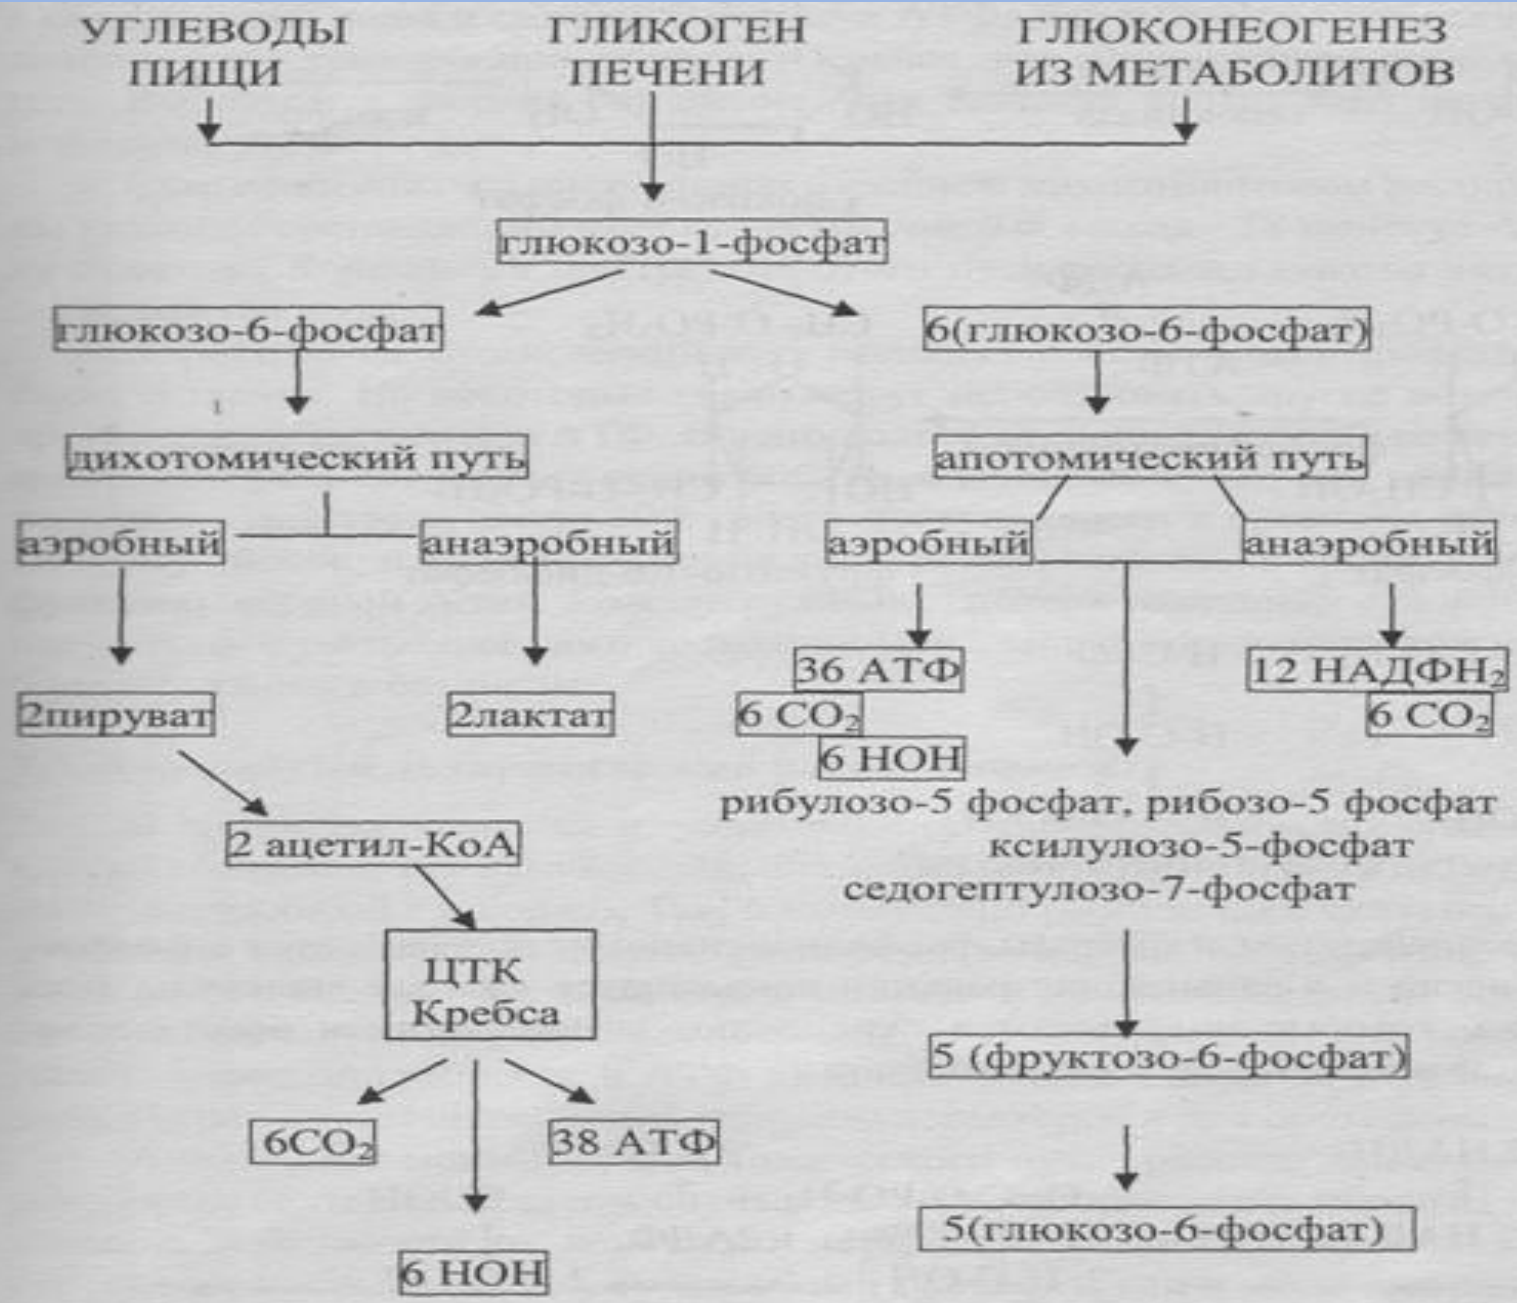 УГЛЕВОДЫ
ПИЩИ
ГЛИКОГЕН
ПЕЧЕНИ
ГЛЮКОНЕОГЕНЕЗ
ИЗ МЕТАБОЛИТОВ
глюкозо-1-фосфат
глюкозо-6-фосфат
6(глюкозо-6-фосфат)
дихотомический путь
апотомический путь
аэробный
анаэробный
аэробный
анаэробный
2пируват
2лактат
36 АТФ
6 CO₂
6 НОН
12 НАДФН₂
6 CO₂
рибулозо-5 фосфат, рибозо-5 фосфат
ксилулозо-5-фосфат
седогептулозо-7-фосфат
2 ацетил-КоА
ЦТК
Кребса
5 (фруктозо-6-фосфат)
6CO₂
38 АТФ
6 НОН
5(глюкозо-6-фосфат)